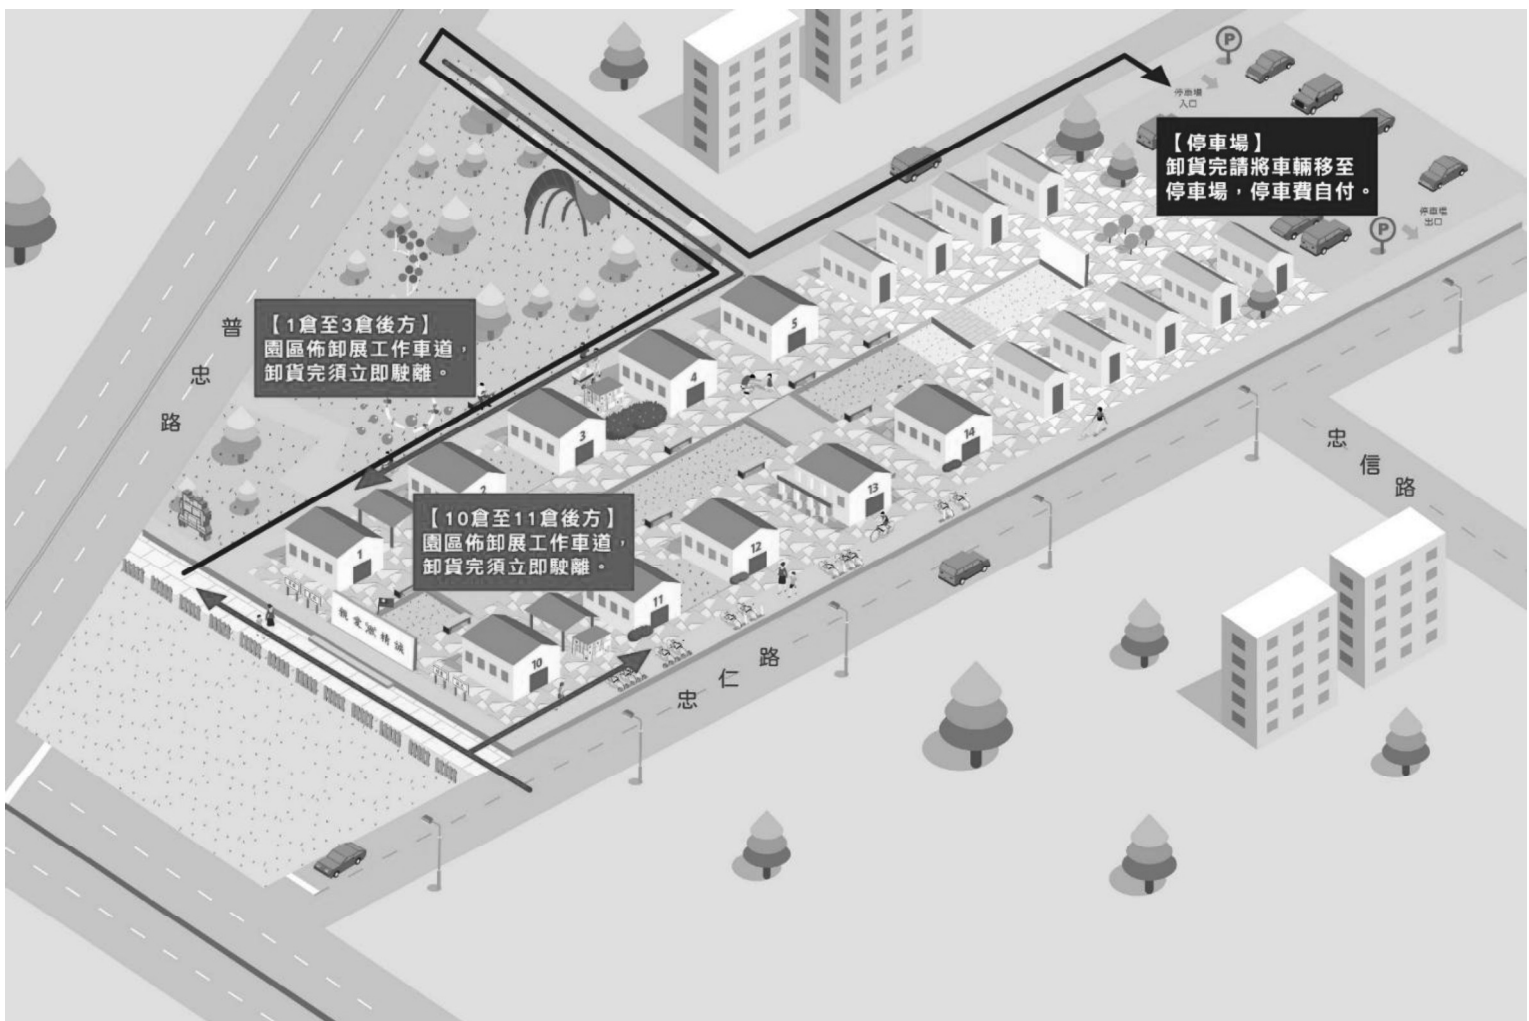 P
停車場
入口
【停車場】
卸貨完請將車輛移至
停車場，停車費自付。
停車場
出口
P
普忠路
【1倉至3倉後方】
園區佈卸展工作車道，
卸貨完須立即駛離。
5
4
3
2
1
【10倉至11倉後方】
園區佈卸展工作車道，
卸貨完須立即駛離。
14
13
12
11
10
親愛精誠
忠仁路
忠信路